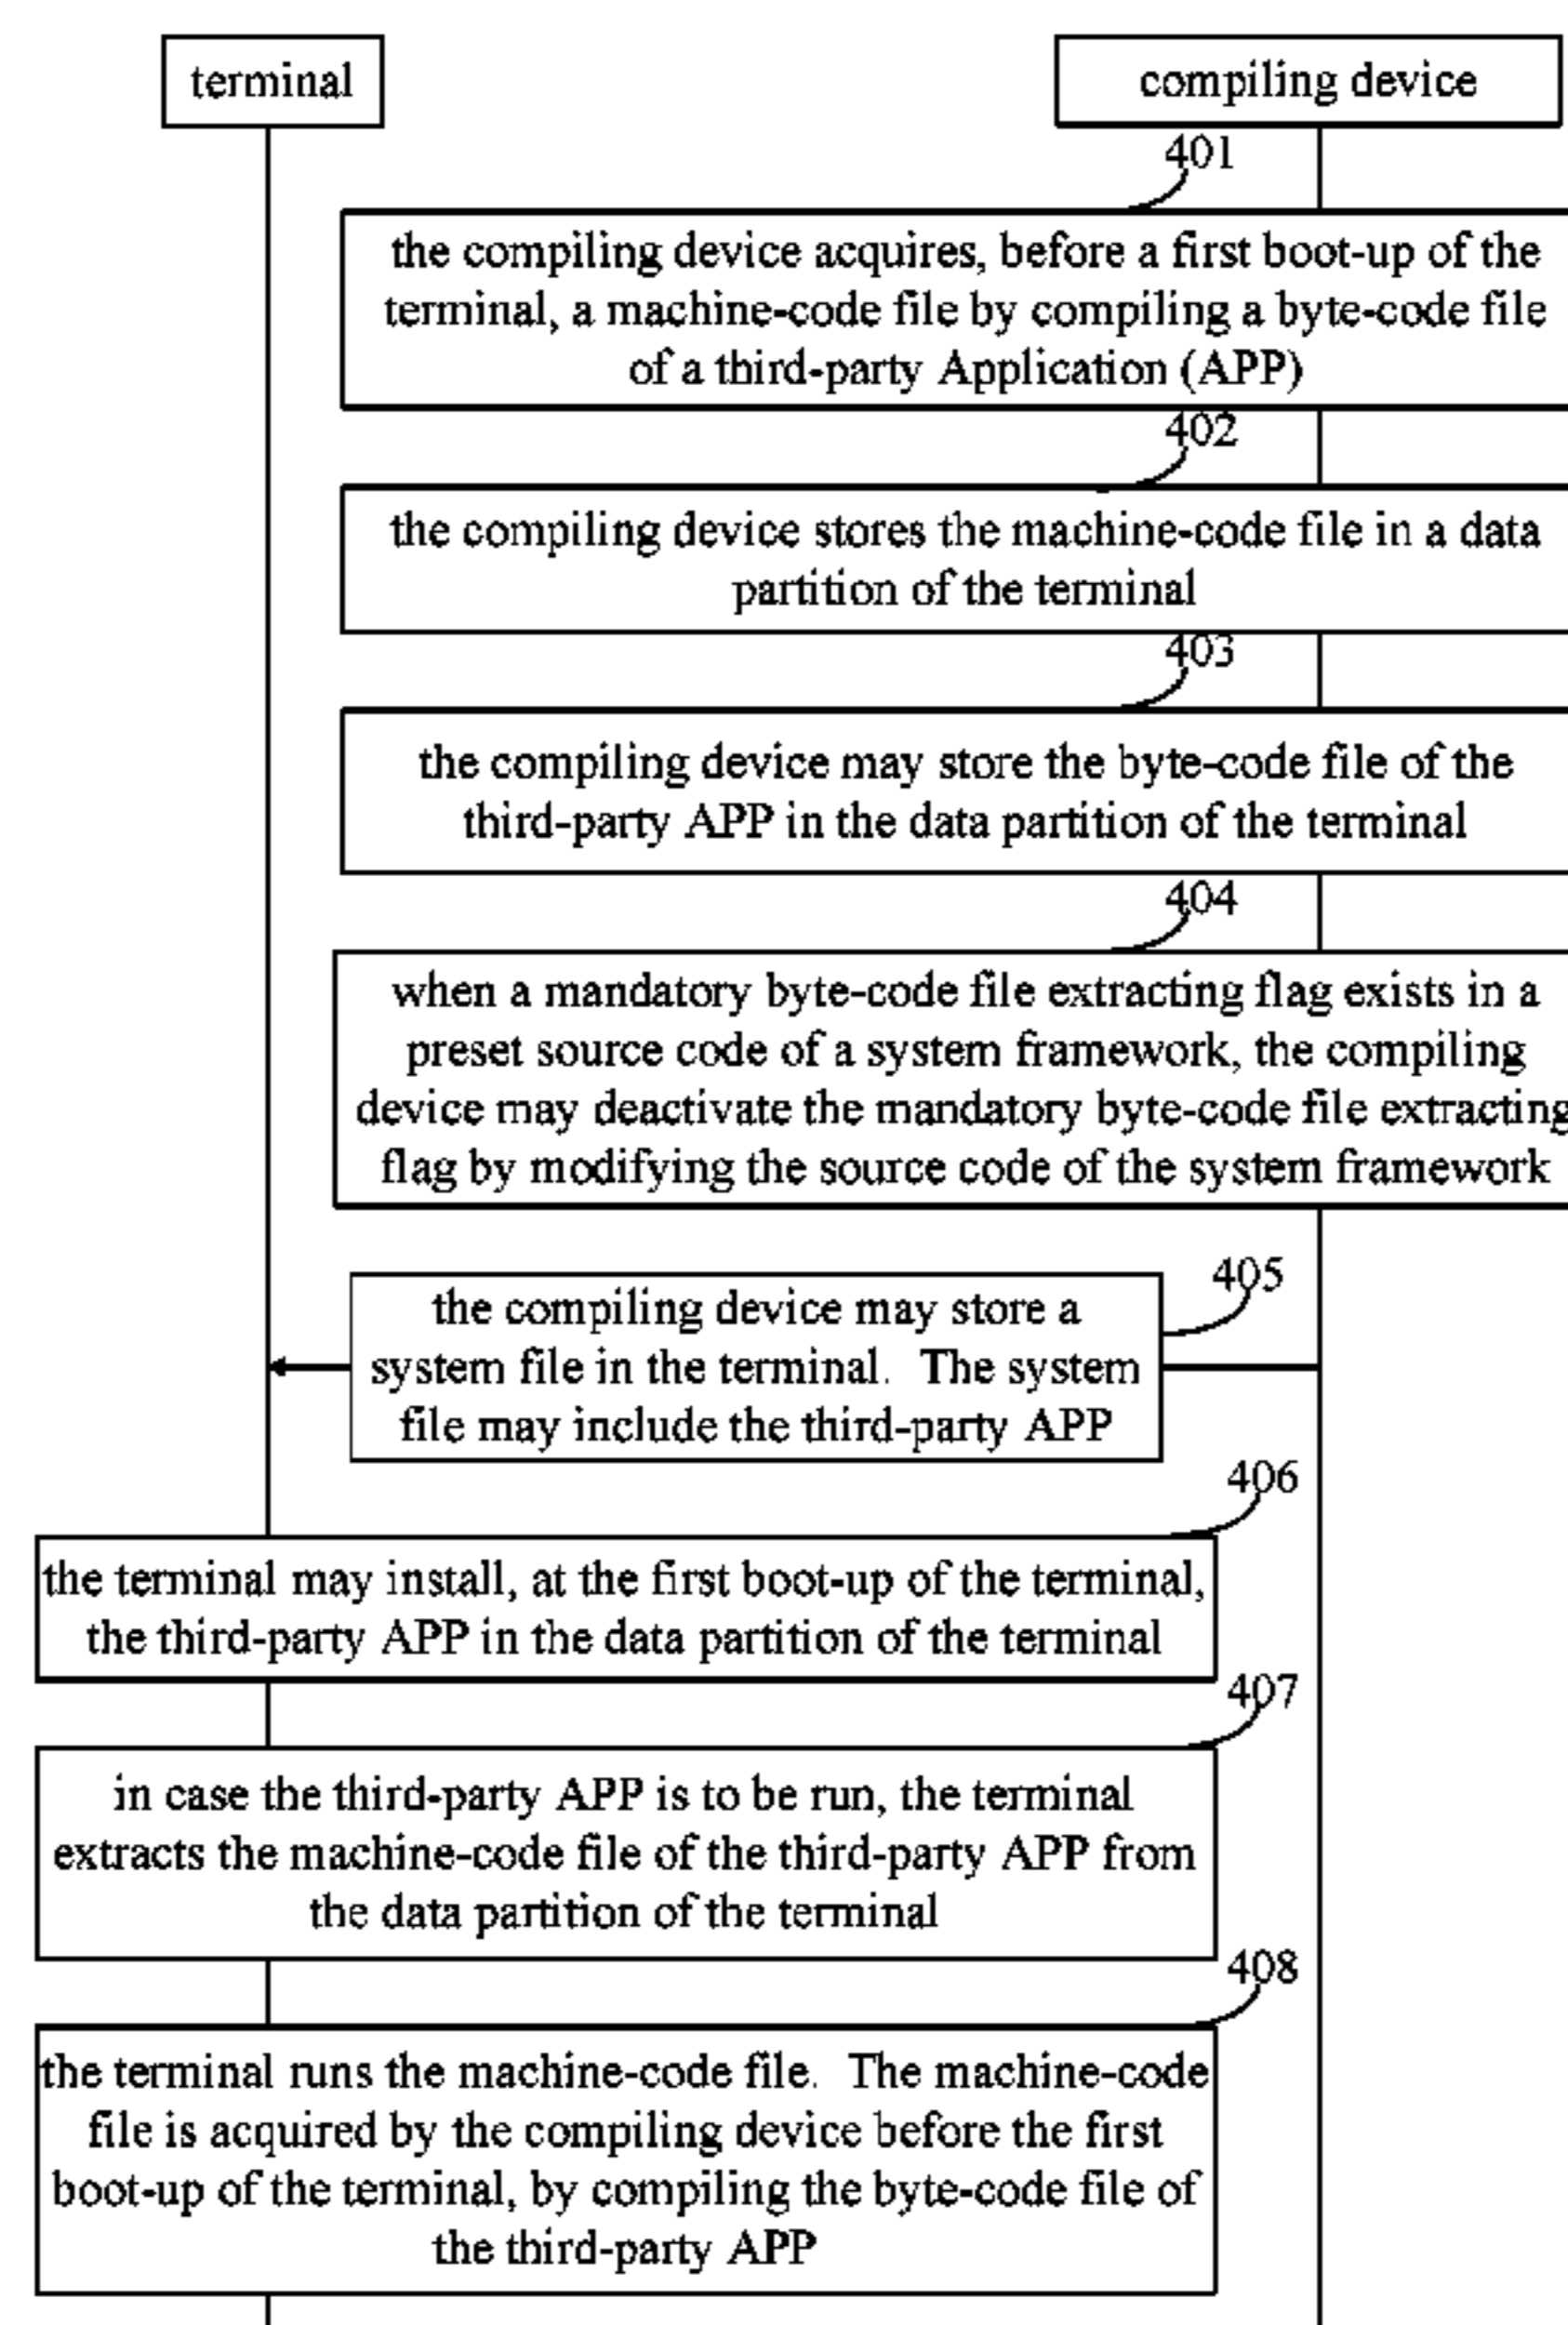 terminal
compiling device
401
the compiling device acquires, before a first boot-up of the
terminal, a machine-code file by compiling a byte-code file
of a third-party Application (APP)
402
the compiling device stores the machine-code file in a data
partition of the terminal
403
the compiling device may store the byte-code file of the
third-party APP in the data partition of the terminal
404
when a mandatory byte-code file extracting flag exists in a
preset source code of a system framework, the compiling
device may deactivate the mandatory byte-code file extracting
flag by modifying the source code of the system framework
405
the compiling device may store a
system file in the terminal. The system
file may include the third-party APP
406
the terminal may install, at the first boot-up of the terminal,
the third-party APP in the data partition of the terminal
407
in case the third-party APP is to be run, the terminal
extracts the machine-code file of the third-party APP from
the data partition of the terminal
408
the terminal runs the machine-code file. The machine-code
file is acquired by the compiling device before the first
boot-up of the terminal, by compiling the byte-code file of
the third-party APP